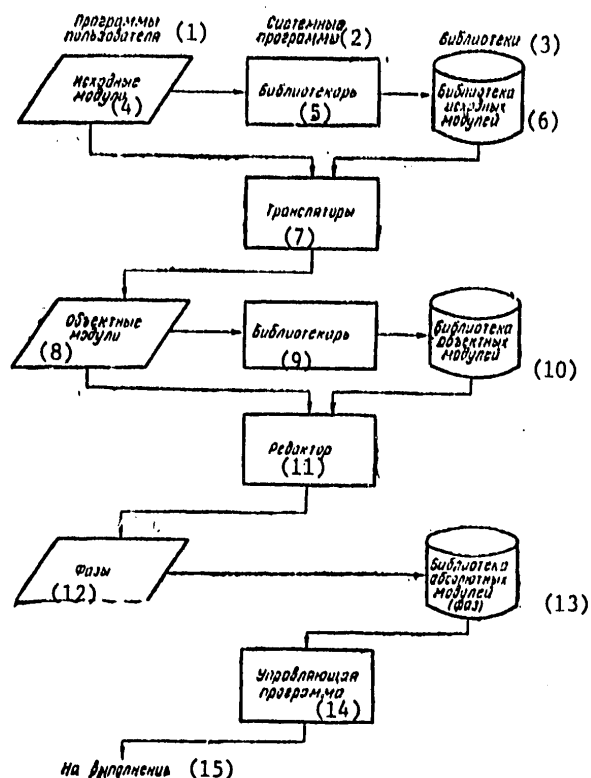 Программы
пользователя (1)
Системные
программы (2)
Библиотеки (3)
Исходные
модули
(4)
Библиотекарь
(5)
Библиотека
исходных
модулей
(6)
Трансляторы
(7)
Объектные
модули
(8)
Библиотекарь
(9)
Библиотека
объектных
модулей
(10)
Редактор
(11)
Фазы
(12)
Библиотека
абсолютных
модулей
(фаз)
(13)
Управляющая
программа
(14)
На выполнение (15)